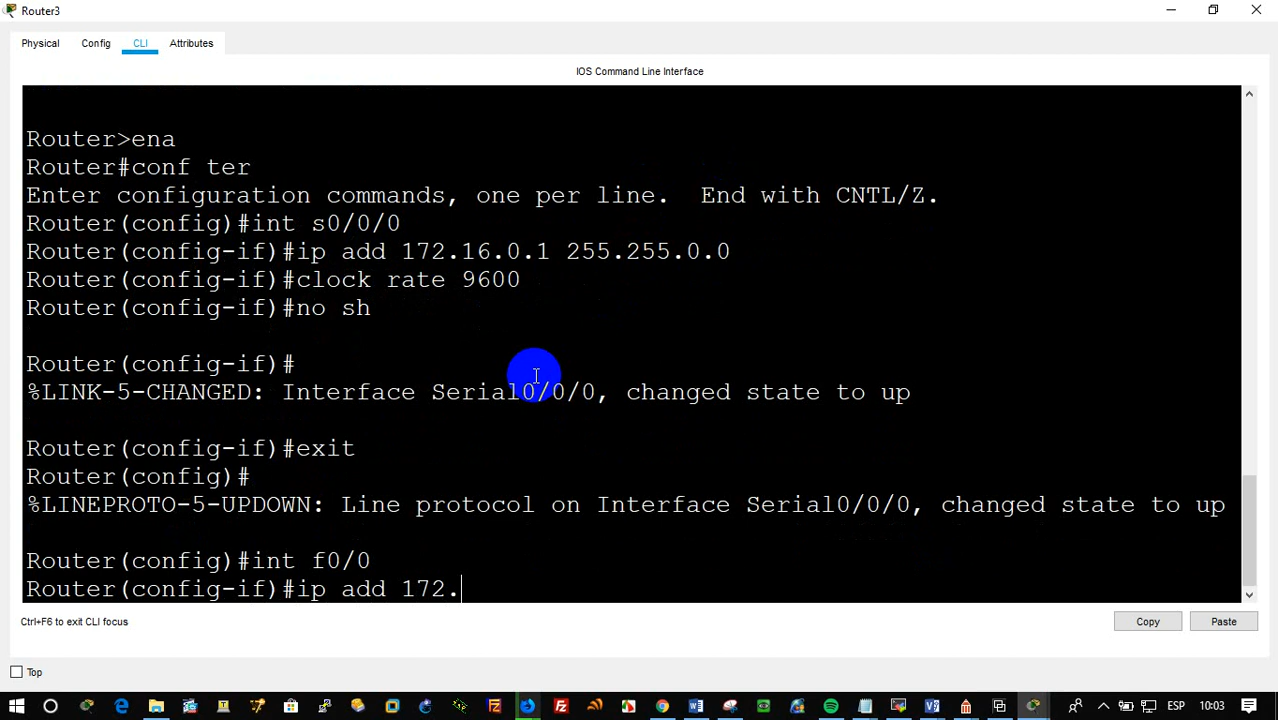 Router3
Physical Config CLI Attributes
IOS Command Line Interface
Router>ena
Router#conf ter
Enter configuration commands, one per line.  End with CNTL/Z.
Router(config)#int s0/0/0
Router(config-if)#ip add 172.16.0.1 255.255.0.0
Router(config-if)#clock rate 9600
Router(config-if)#no sh
Router(config-if)#
%LINK-5-CHANGED: Interface Serial0/0/0, changed state to up
Router(config-if)#exit
Router(config)#
%LINEPROTO-5-UPDOWN: Line protocol on Interface Serial0/0/0, changed state to up
Router(config)#int f0/0
Router(config-if)#ip add 172.
Ctrl+F6 to exit CLI focus
Copy Paste
Top
ESP 10:03